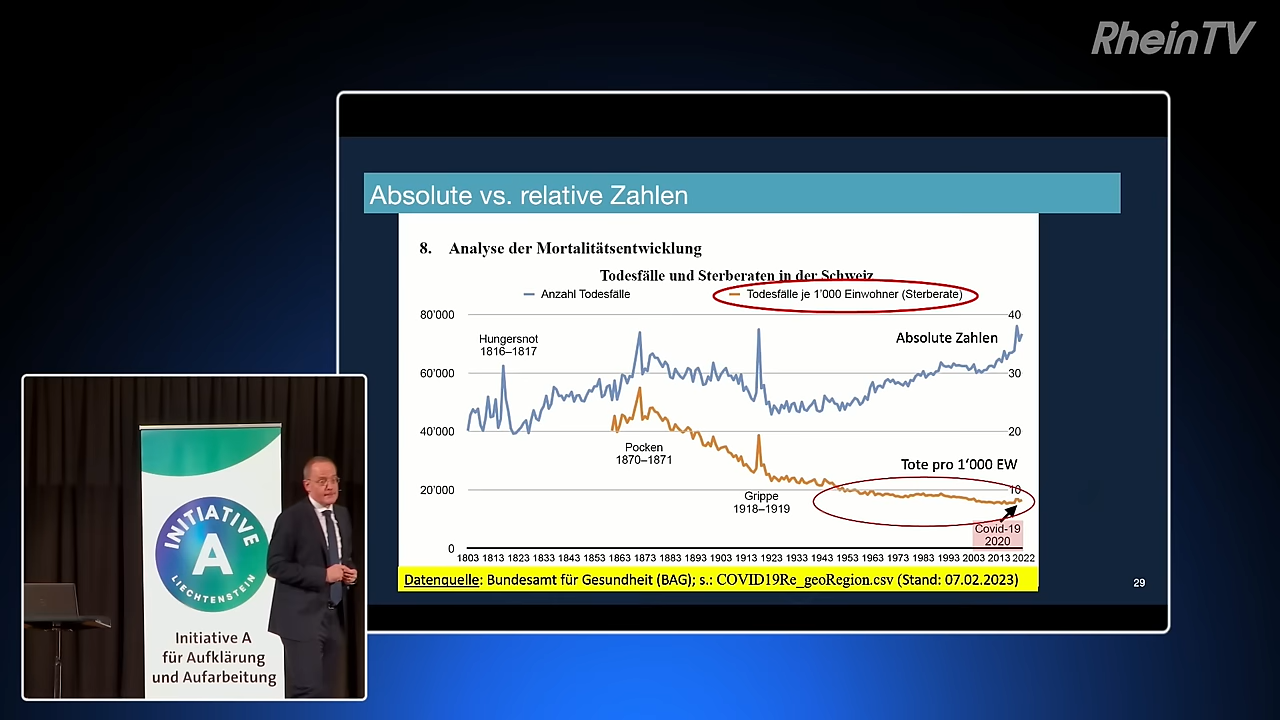 RheinTV
Absolute vs. relative Zahlen
8. Analyse der Mortalitätsentwicklung
Todesfälle und Sterberaten in der Schweiz
Anzahl Todesfälle
Todesfälle je 1'000 Einwohner (Sterberate)
80'000
40
Absolute Zahlen
Hungersnot
1816–1817
60'000
30
40'000
20
Pocken
1870–1871
Tote pro 1'000 EW
20'000
10
Grippe
1918–1919
Covid-19
2020
0
1803 1813 1823 1833 1843 1853 1863 1873 1883 1893 1903 1913 1923 1933 1943 1953 1963 1973 1983 1993 2003 2013 2022
Datenquelle: Bundesamt für Gesundheit (BAG); s.: COVID19Re_geoRegion.csv (Stand: 07.02.2023)
29
INITIATIVE
A
LIECHTENSTEIN
Initiative A
für Aufklärung
und Aufarbeitung